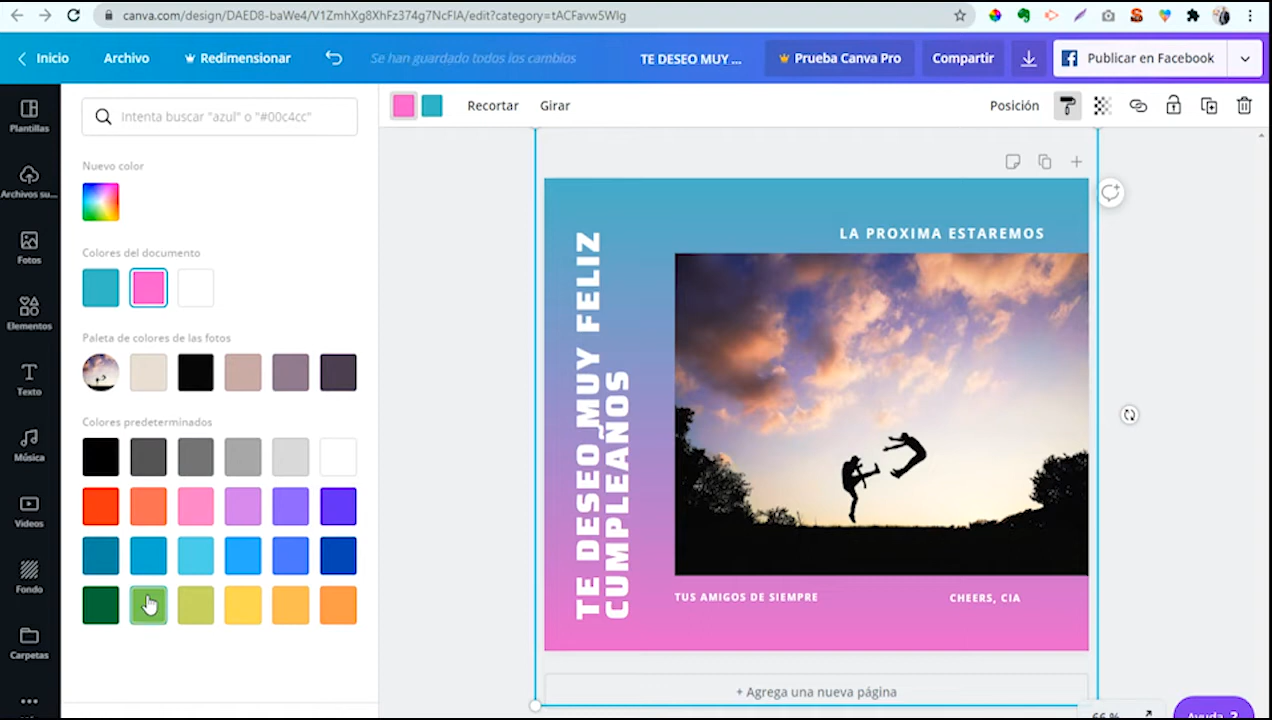 canva.com/design/DAED8-baWe4/V1ZmhXg8XhFz374g7NcFIA/edit?category=tACFavw5WIg
Inicio
Archivo
Redimensionar
Se han guardado todos los cambios
TE DESEO MUY ...
Prueba Canva Pro
Compartir
Publicar en Facebook
Plantillas
Archivos su...
Fotos
Elementos
Texto
Música
Videos
Fondo
Carpetas
Intenta buscar "azul" o "#00c4cc"
Nuevo color
Colores del documento
Paleta de colores de las fotos
Colores predeterminados
Recortar
Girar
Posición
LA PROXIMA ESTAREMOS
TE DESEO MUY FELIZ
CUMPLEAÑOS
TUS AMIGOS DE SIEMPRE
CHEERS, CIA
+ Agrega una nueva página
66 %
Ayuda ?